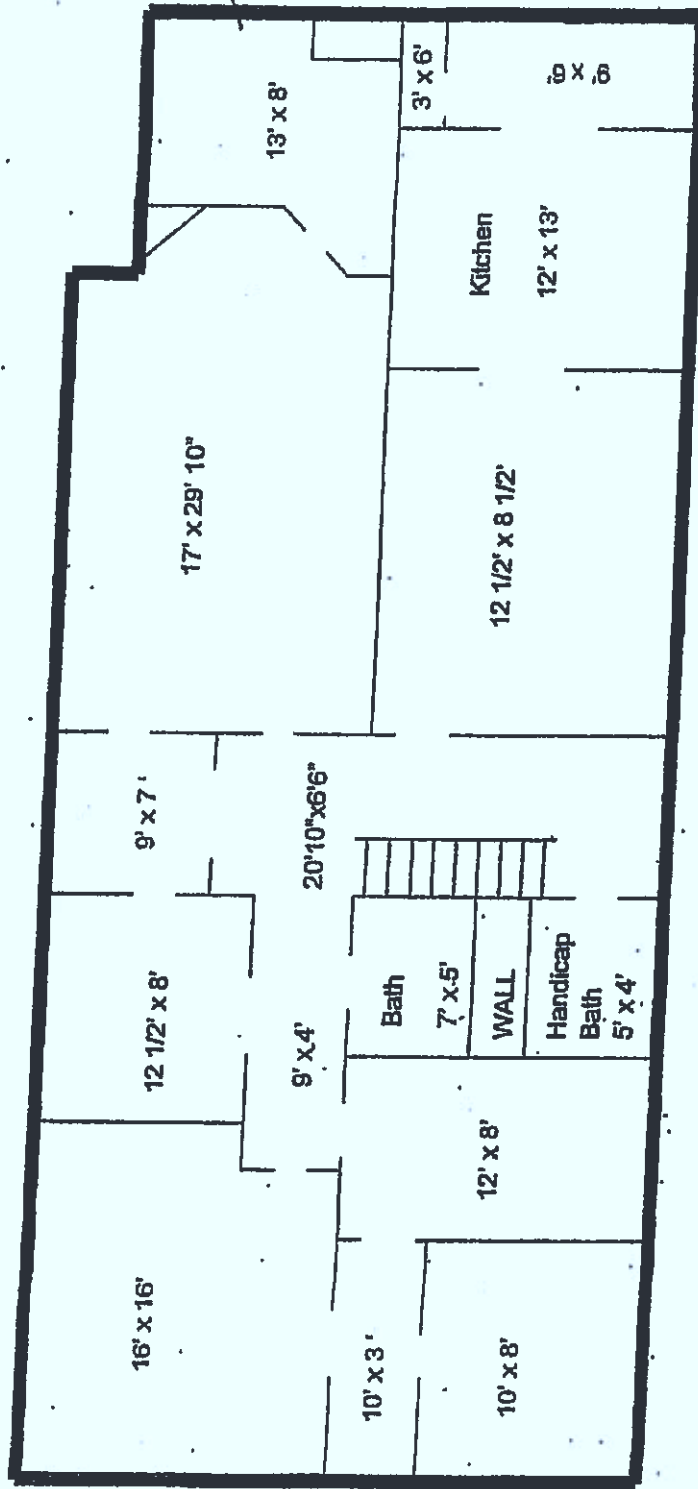 16' x 16'
12 1/2' x 8'
9' x 7'
17' x 29' 10"
13' x 8'
9' x 4'
20'10"x6'6"
10' x 3'
Bath
7' x 5'
3' x 6'
Kitchen
12' x 13'
12' x 8'
WALL
12 1/2' x 8 1/2'
10' x 8'
Handicap
Bath
5' x 4'